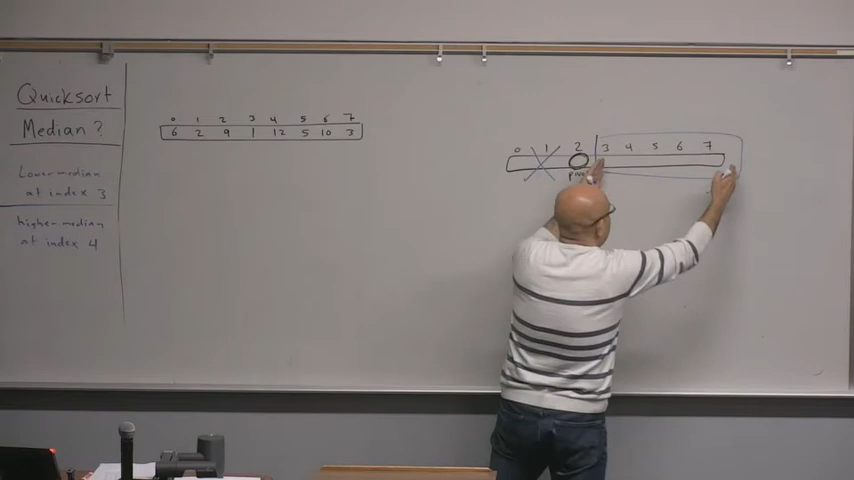 Quicksort
Median?
Lower median
at index 3
higher-median
at index 4
0 1 2 3 4 5 6 7
6 2 9 1 12 5 10 3
0 1 2 3 4 5 6 7